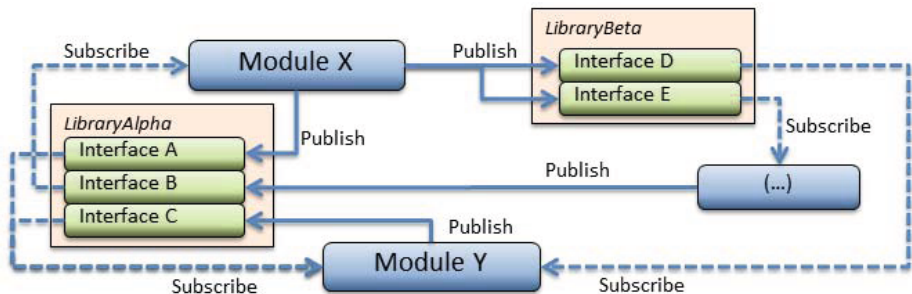 Subscribe
Module X
Publish
LibraryBeta
Interface D
Interface E
LibraryAlpha
Publish
Subscribe
Interface A
Interface B
Interface C
Publish
(...)
Publish
Module Y
Subscribe
Subscribe